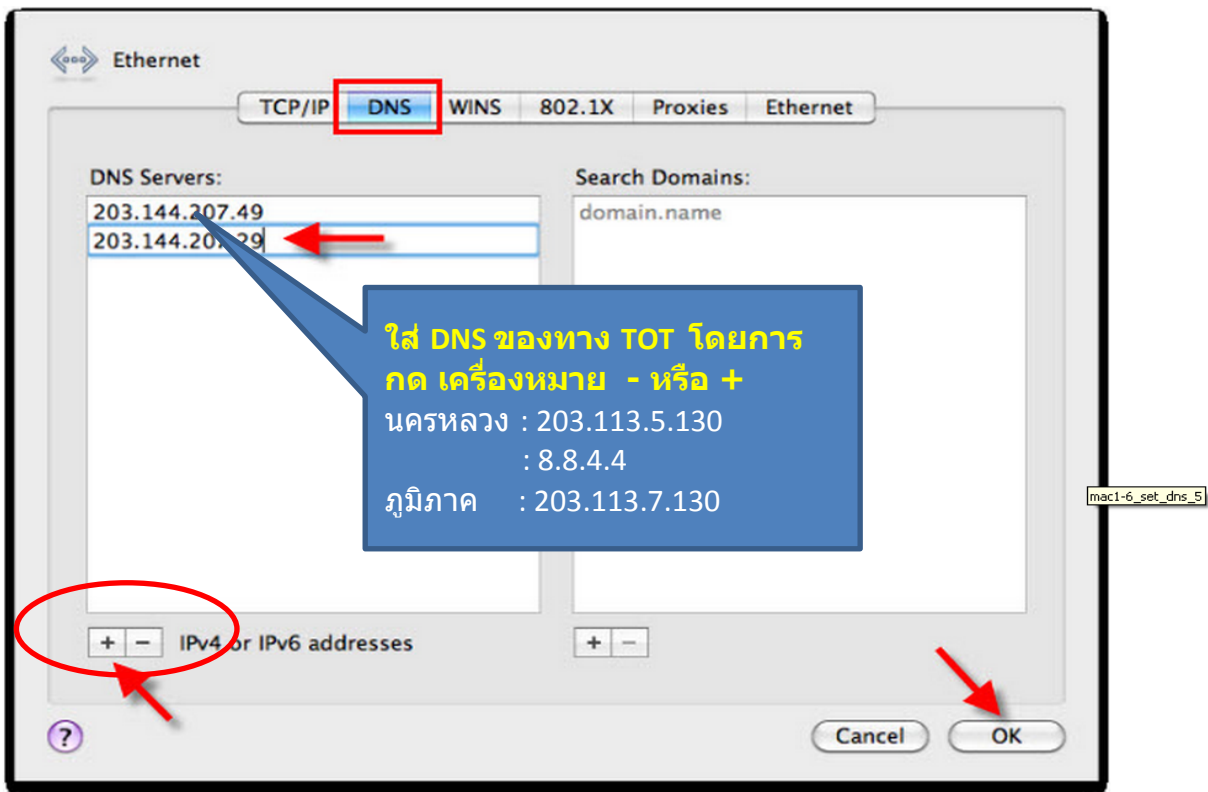 Ethernet
TCP/IP DNS WINS 802.1X Proxies Ethernet
DNS Servers:
203.144.207.49
203.144.207.29
Search Domains:
domain.name
ใส่ DNS ของทาง TOT โดยการ
กด เครื่องหมาย - หรือ +
นครหลวง : 203.113.5.130
: 8.8.4.4
ภูมิภาค : 203.113.7.130
mac1-6_set_dns_5
+ - IPv4 or IPv6 addresses
+ -
?
Cancel OK